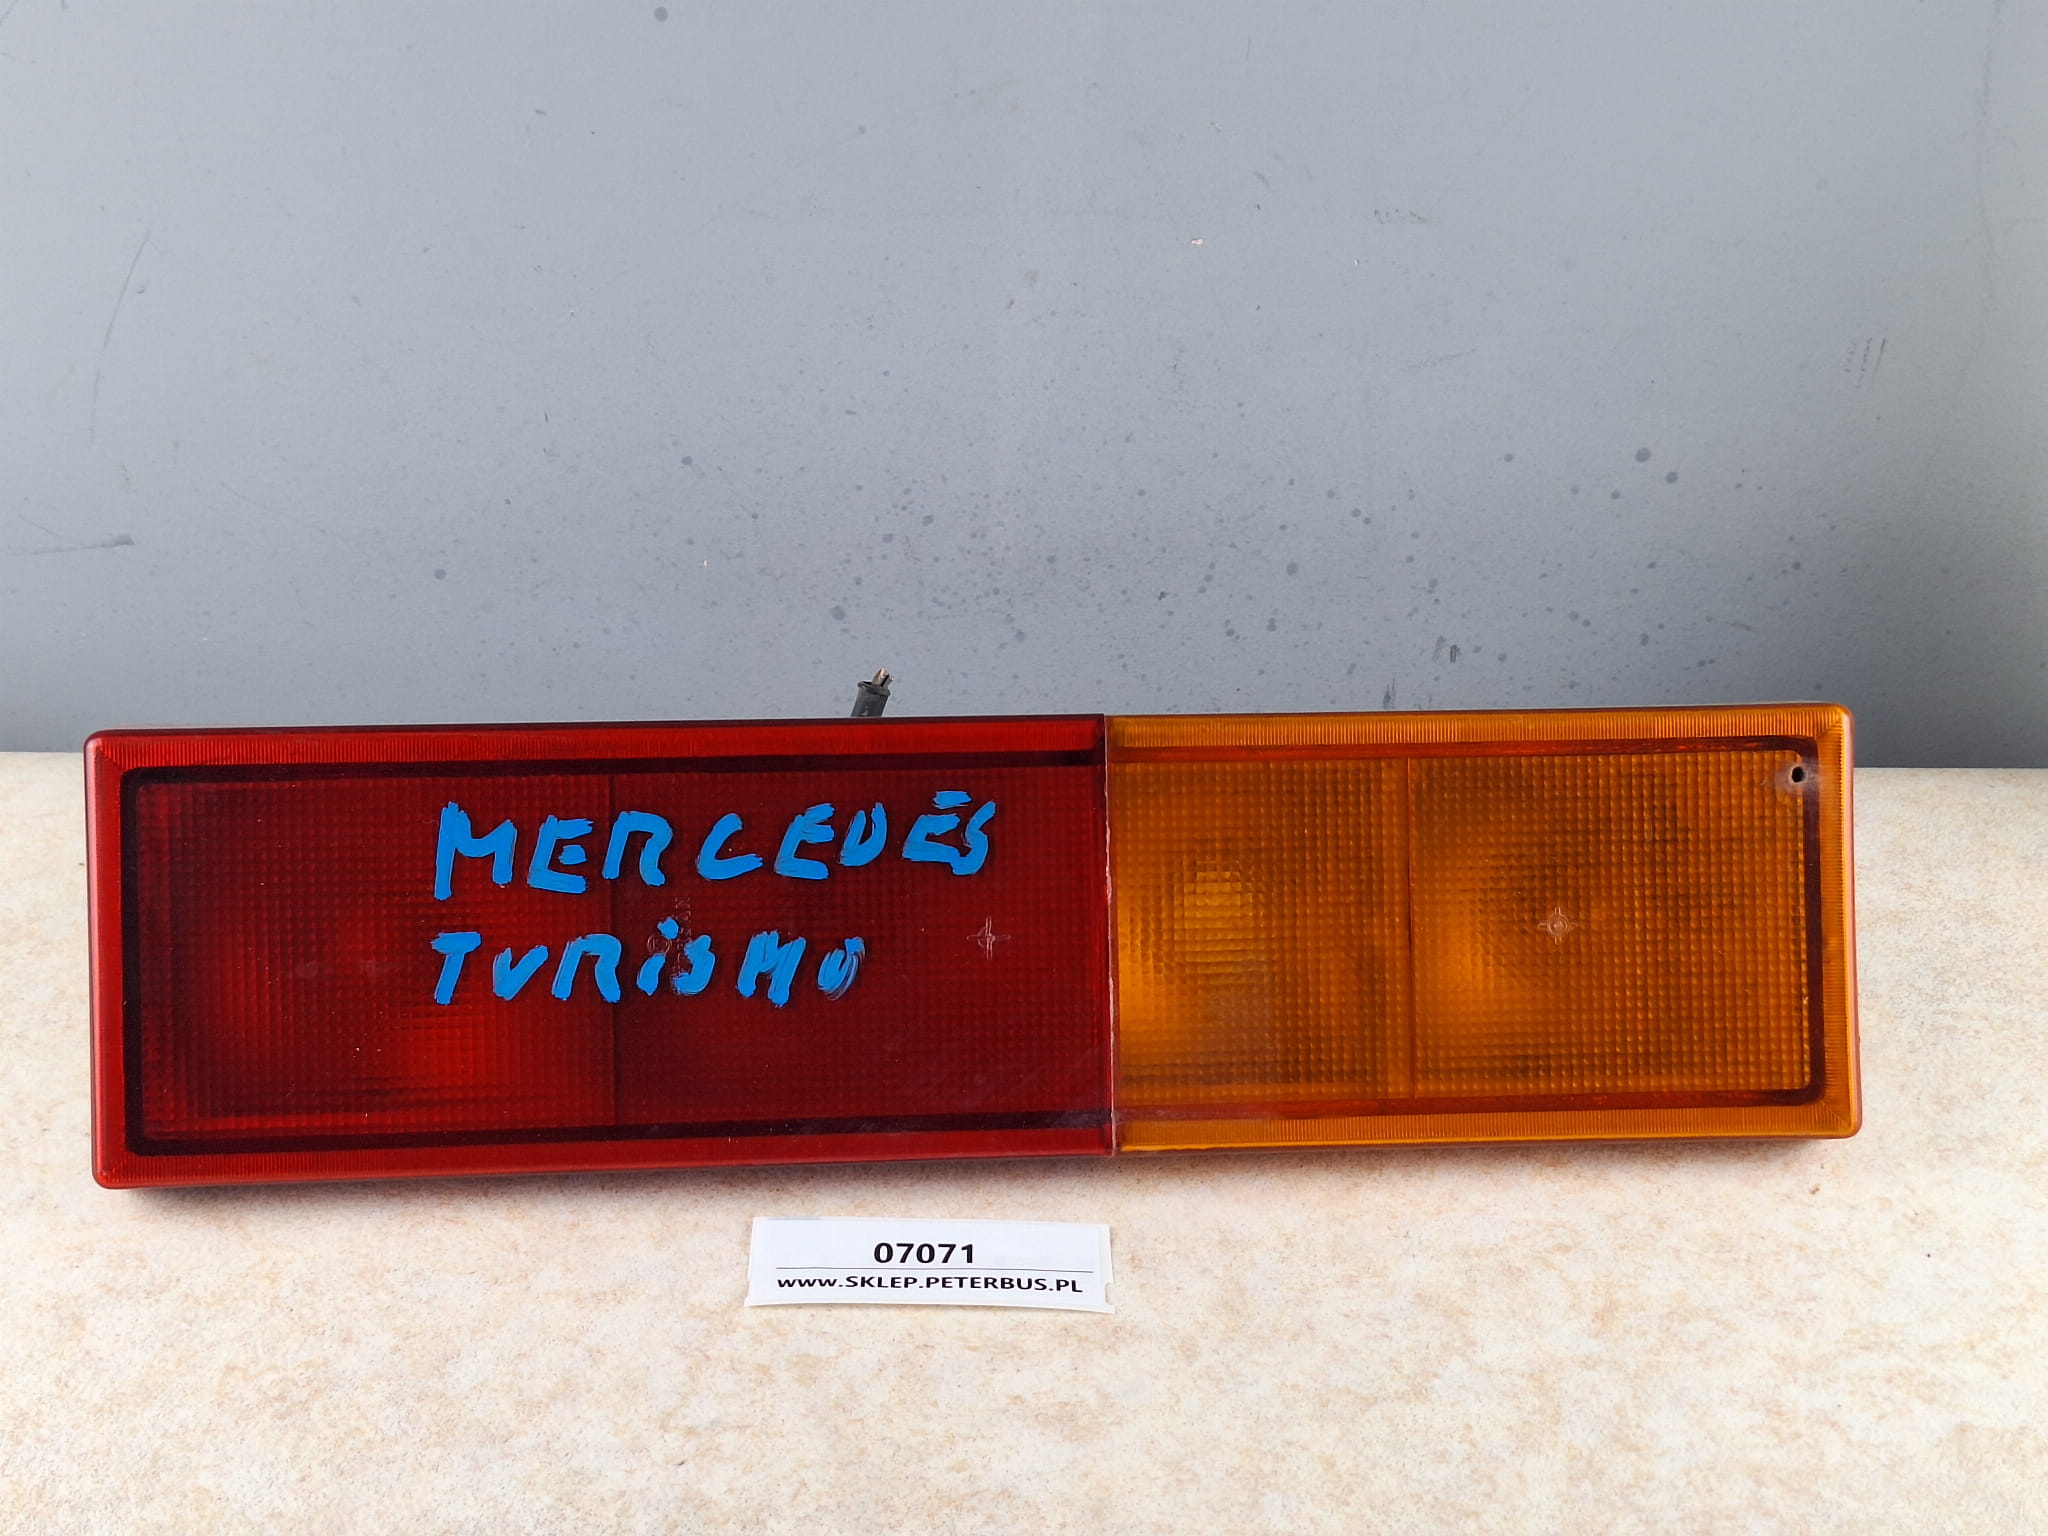 MERCEDES
TURiSMO
07071
www.SKLEP.PETERBUS.PL